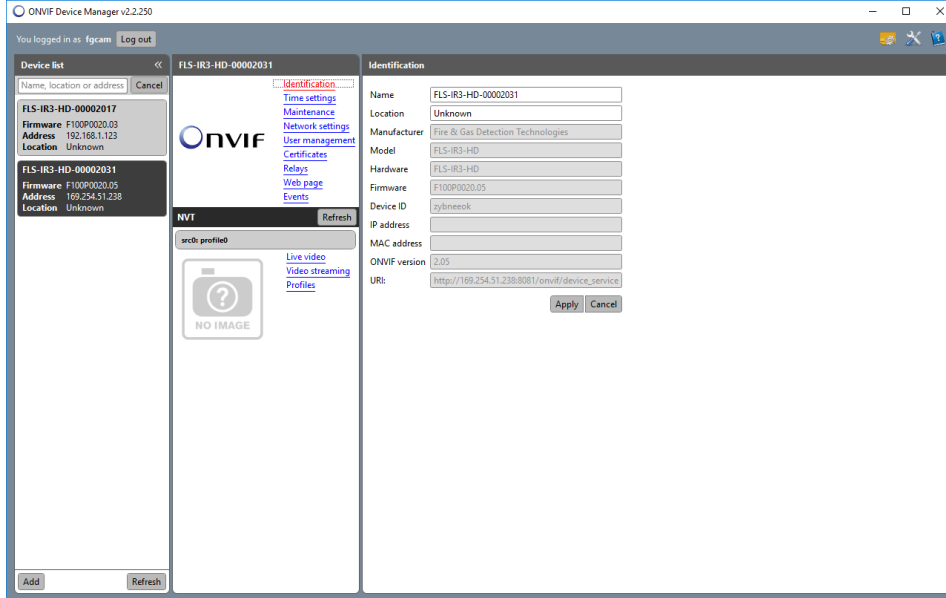 ONVIF Device Manager v2.2.250
You logged in as fgcam Log out
Device list «
Name, location or address Cancel
FLS-IR3-HD-00002017
Firmware F100P0020.03
Address 192.168.1.123
Location Unknown
FLS-IR3-HD-00002031
Firmware F100P0020.05
Address 169.254.51.238
Location Unknown
Add Refresh
FLS-IR3-HD-00002031
ONVIF
Identification
Time settings
Maintenance
Network settings
User management
Certificates
Relays
Web page
Events
NVT Refresh
src0: profile0
NO IMAGE
Live video
Video streaming
Profiles
Identification
Name FLS-IR3-HD-00002031
Location Unknown
Manufacturer Fire & Gas Detection Technologies
Model FLS-IR3-HD
Hardware FLS-IR3-HD
Firmware F100P0020.05
Device ID zybneeok
IP address
MAC address
ONVIF version 2.05
URI: http://169.254.51.238:8081/onvif/device_service
Apply Cancel